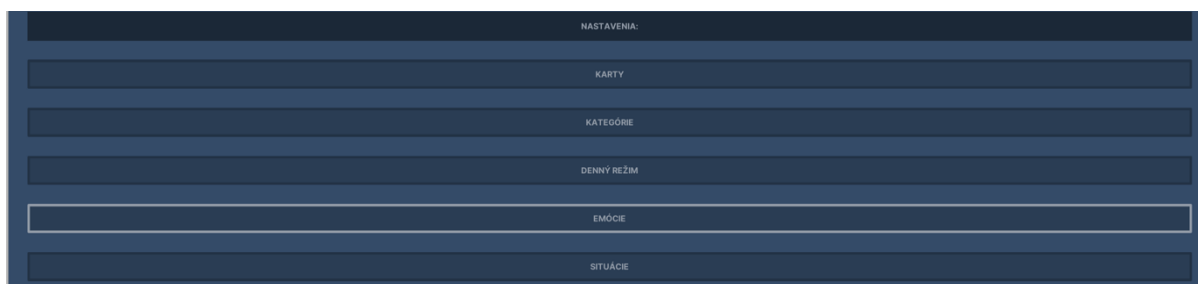 NASTAVENIA:
KARTY
KATEGÓRIE
DENNÝ REŽIM
EMÓCIE
SITUÁCIE